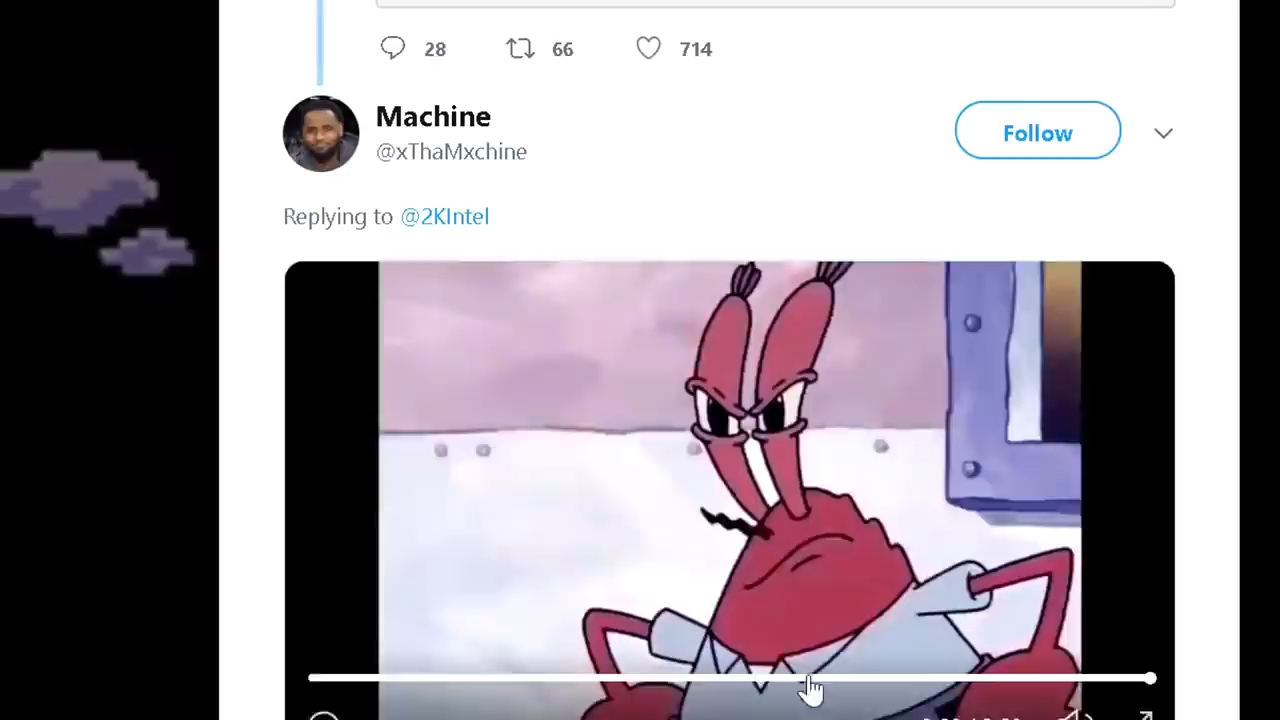 28 66 714
Machine
@xThaMxchine
Follow
Replying to @2KIntel